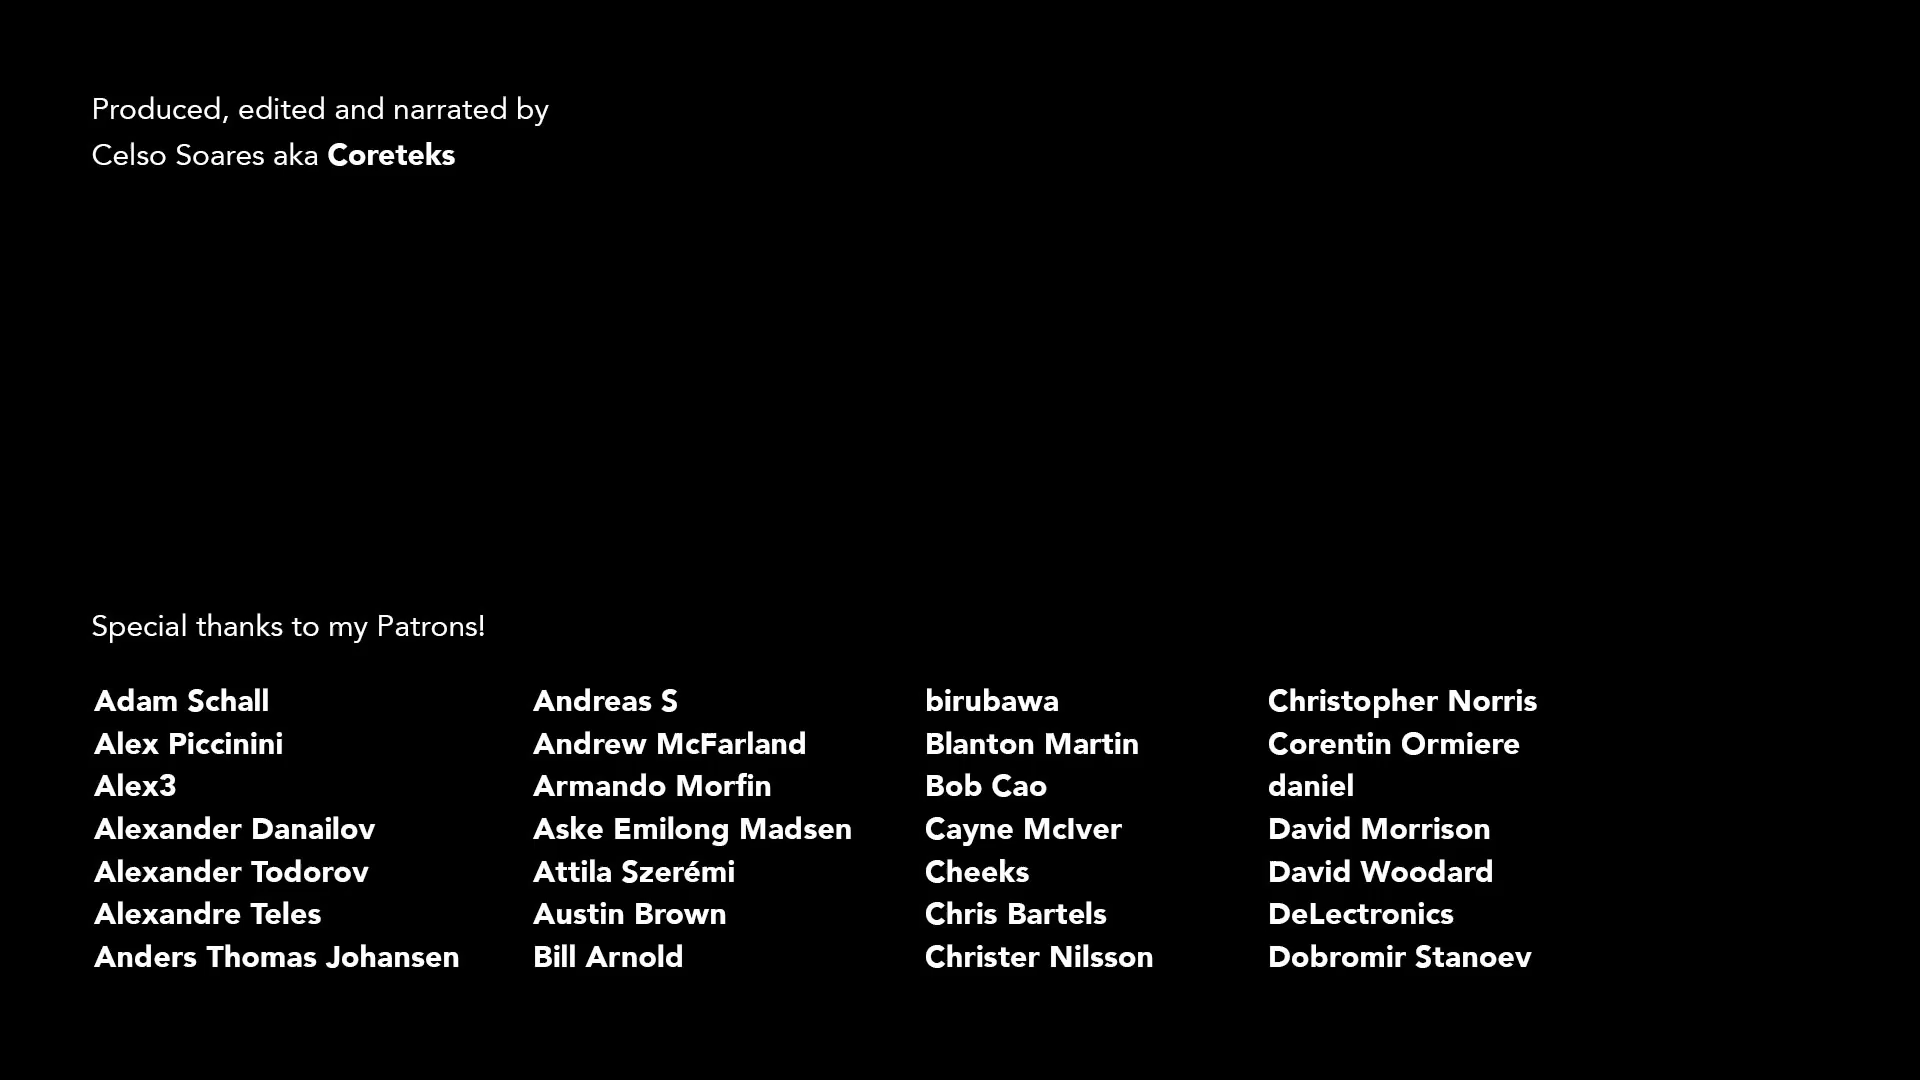 Produced, edited and narrated by
Celso Soares aka Coreteks
Special thanks to my Patrons!
Adam Schall
Alex Piccinini
Alex3
Alexander Danailov
Alexander Todorov
Alexandre Teles
Anders Thomas Johansen
Andreas S
Andrew McFarland
Armando Morfin
Aske Emilong Madsen
Attila Szerémi
Austin Brown
Bill Arnold
birubawa
Blanton Martin
Bob Cao
Cayne McIver
Cheeks
Chris Bartels
Christer Nilsson
Christopher Norris
Corentin Ormiere
daniel
David Morrison
David Woodard
DeLectronics
Dobromir Stanoev